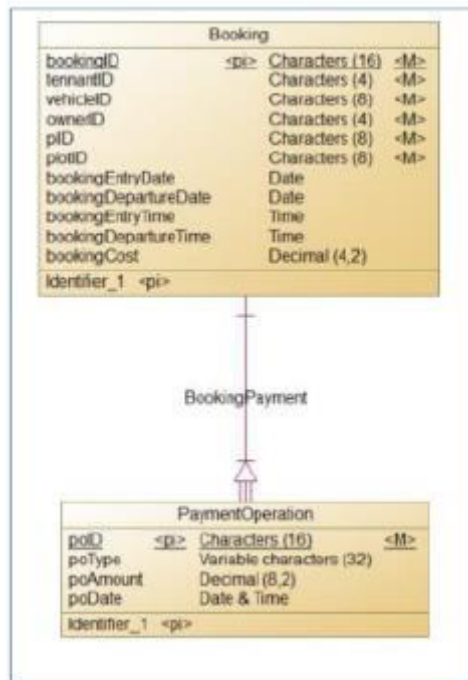 Booking
bookingID <pi> Characters (16) <M>
tennantID Characters (4) <M>
vehicleID Characters (8) <M>
ownerID Characters (4) <M>
pID Characters (8) <M>
plotID Characters (8) <M>
bookingEntryDate Date
bookingDepartureDate Date
bookingEntryTime Time
bookingDepartureTime Time
bookingCost Decimal (4,2)
Identifier_1 <pi>
BookingPayment
PaymentOperation
poID <pi> Characters (16) <M>
poType Variable characters (32)
poAmount Decimal (8,2)
poDate Date & Time
Identifier_1 <pi>